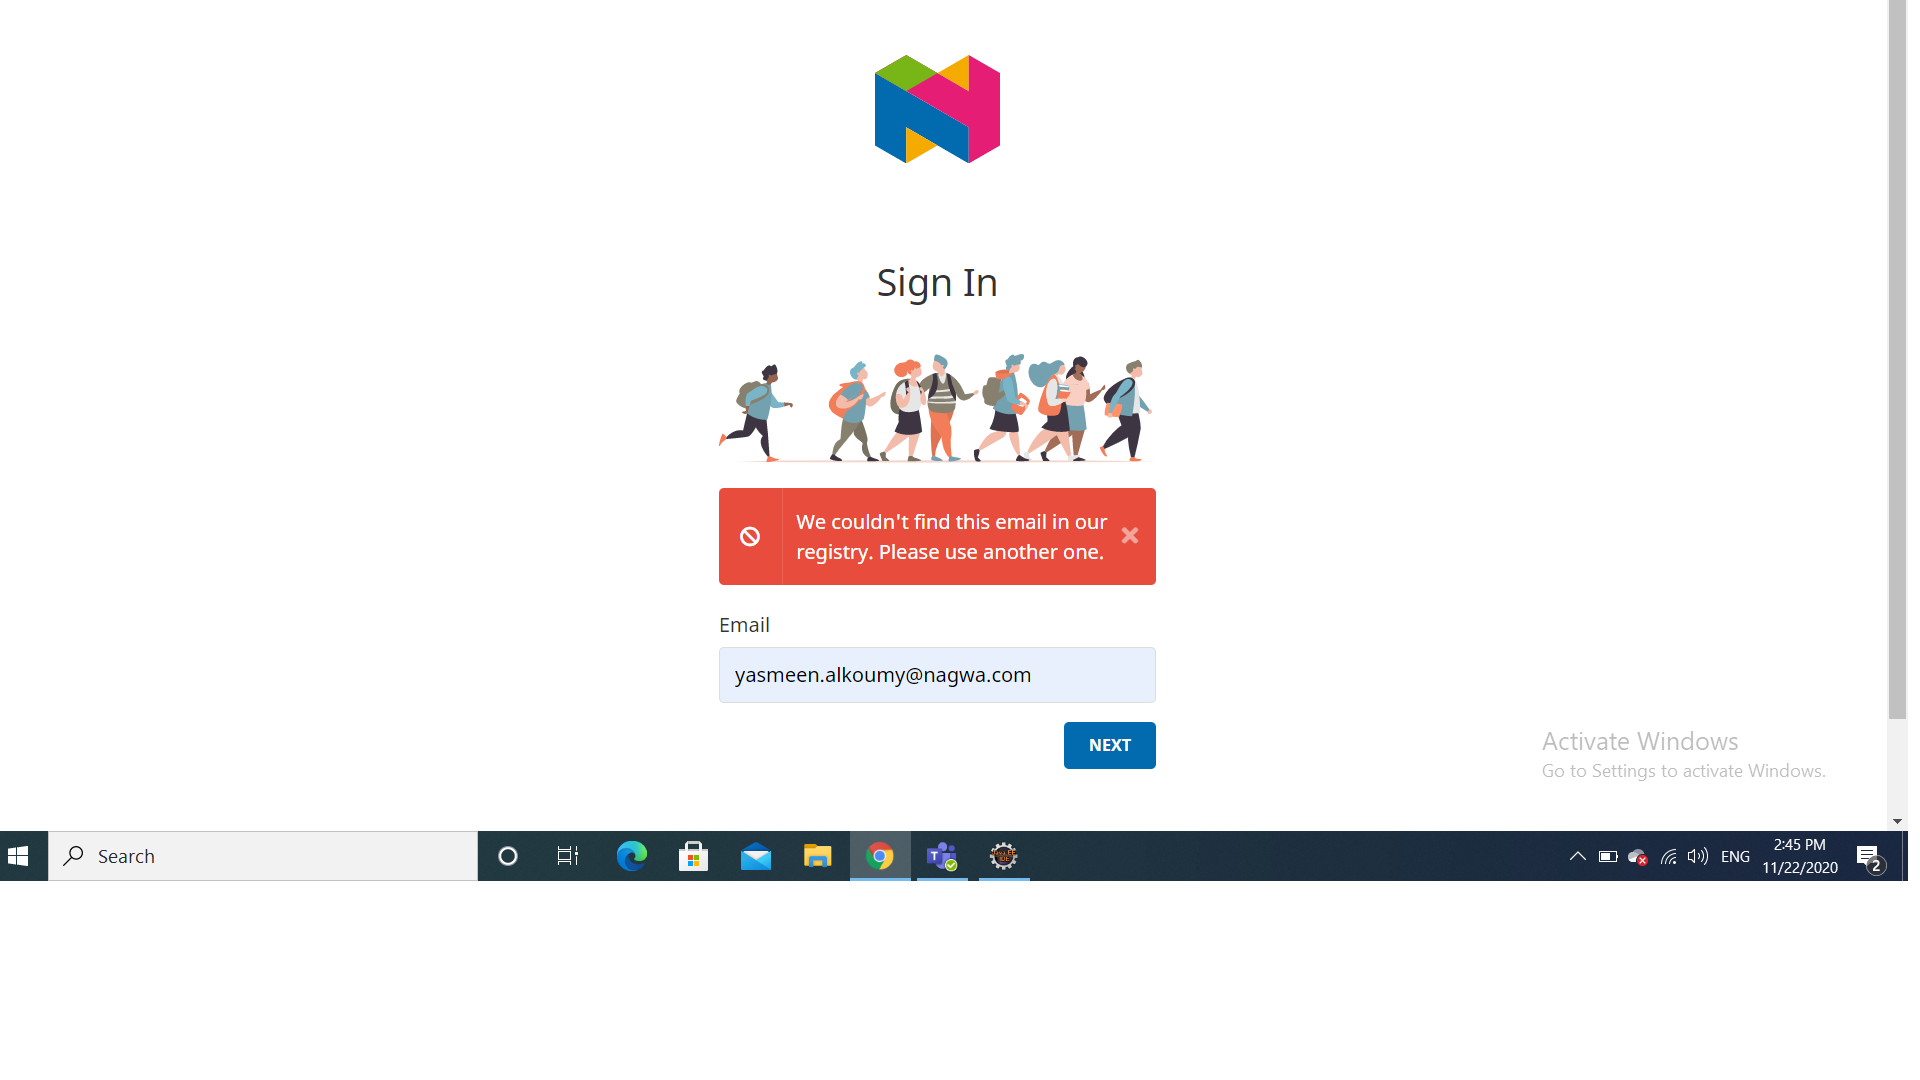 Sign In
We couldn't find this email in our
registry. Please use another one.
Email
yasmeen.alkoumy@nagwa.com
NEXT
Activate Windows
Go to Settings to activate Windows.
Search
ENG
2:45 PM
11/22/2020
2